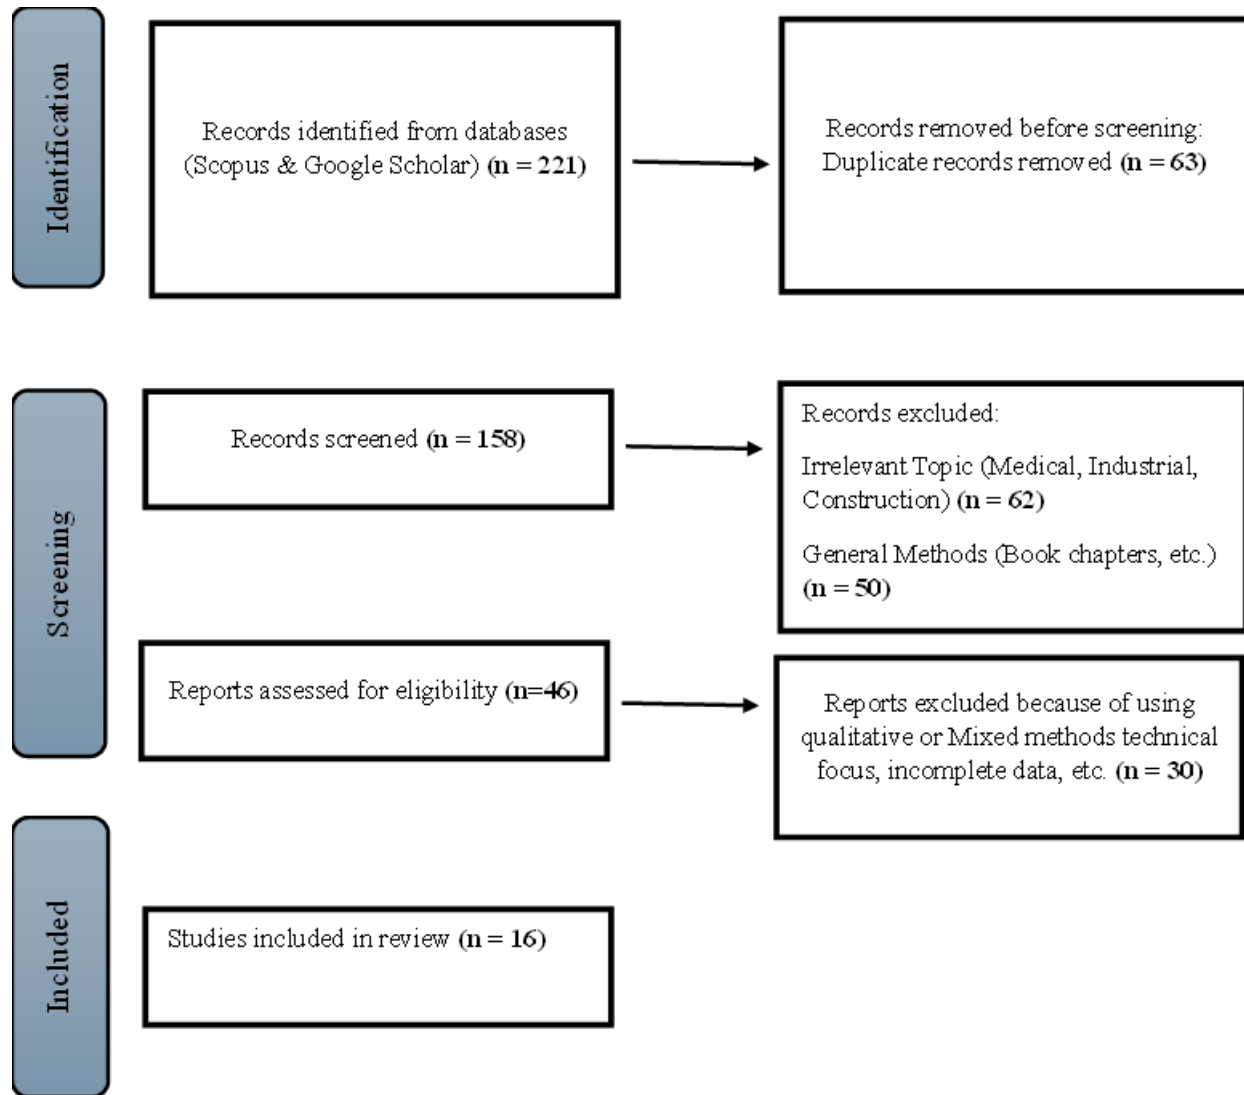 Identification
Records identified from databases
(Scopus & Google Scholar) (n = 221)
Records removed before screening:
Duplicate records removed (n = 63)
Screening
Records screened (n = 158)
Records excluded:
Irrelevant Topic (Medical, Industrial,
Construction) (n = 62)
General Methods (Book chapters, etc.)
(n = 50)
Reports assessed for eligibility (n=46)
Reports excluded because of using
qualitative or Mixed methods technical
focus, incomplete data, etc. (n = 30)
Included
Studies included in review (n = 16)